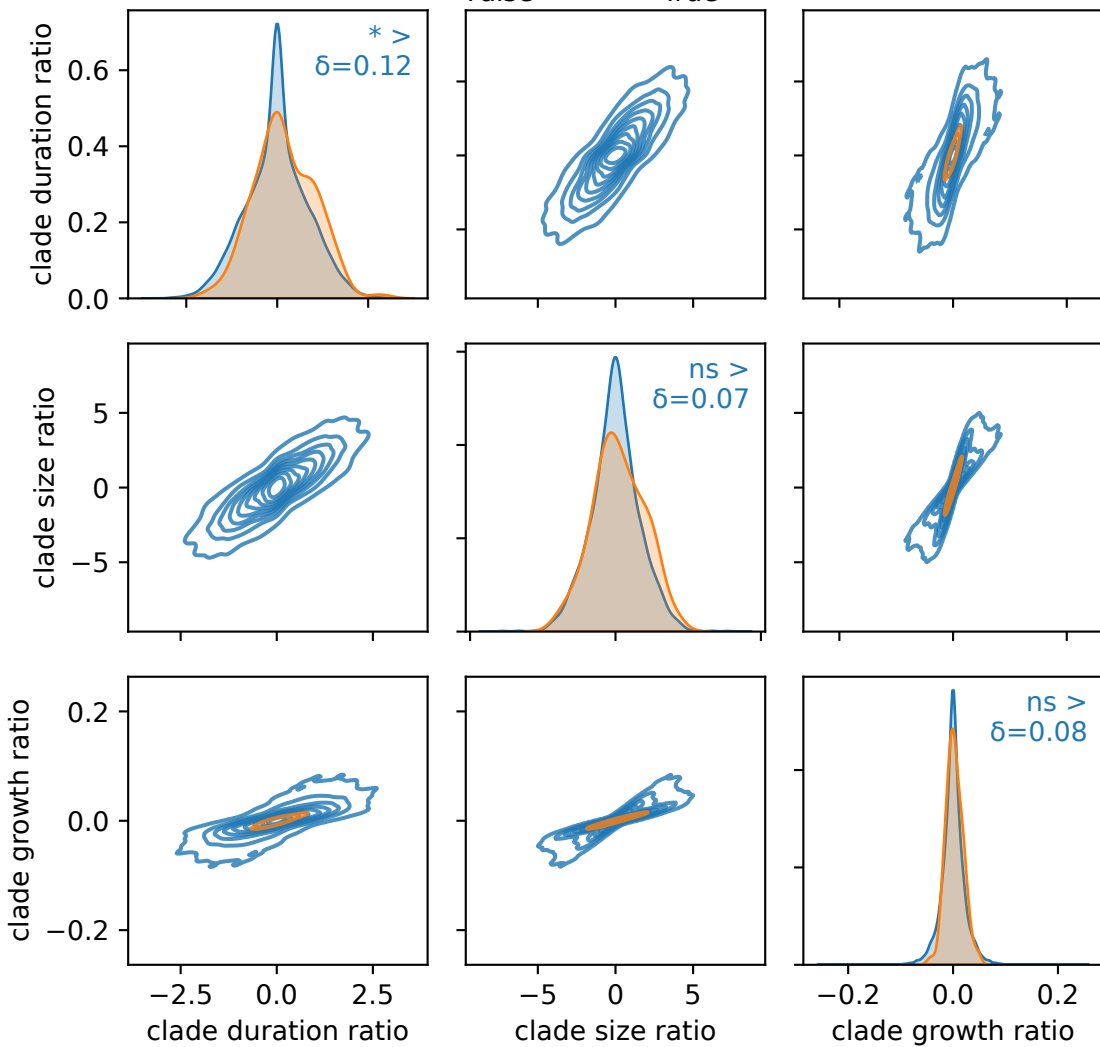 * >
δ=0.12
clade duration ratio
0.6
0.4
0.2
0.0
ns >
δ=0.07
clade size ratio
5
0
−5
ns >
δ=0.08
clade growth ratio
0.2
0.0
−0.2
−2.5 0.0 2.5
−5 0 5
−0.2 0.0 0.2
clade duration ratio
clade size ratio
clade growth ratio